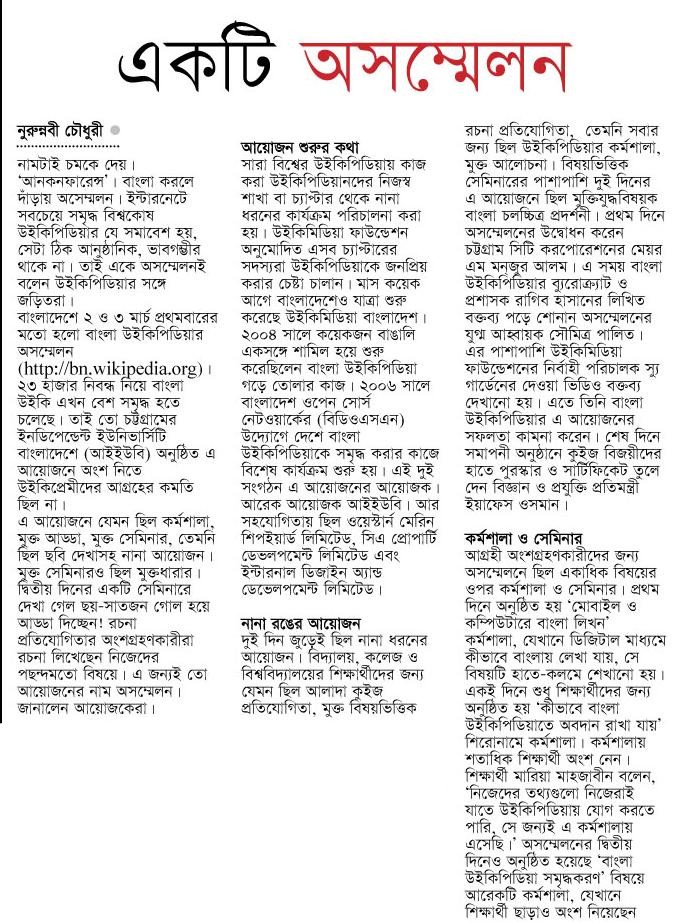 একটি অসম্মেলন
নুরুন্নবী চৌধুরী
নামটাই চমকে দেয়।
‘আনকনফারেন্স’। বাংলা করলে
দাঁড়ায় অসম্মেলন। ইন্টারনেটে
সবচেয়ে সমৃদ্ধ বিশ্বকোষ
উইকিপিডিয়ার যে সমাবেশ হয়,
সেটা ঠিক আনুষ্ঠানিক, ভাবগম্ভীর
থাকে না। তাই একে অসম্মেলনই
বলেন উইকিপিডিয়ার সঙ্গে
জড়িতরা।
বাংলাদেশে ২ ও ৩ মার্চ প্রথমবারের
মতো হলো বাংলা উইকিপিডিয়ার
অসম্মেলন
(http://bn.wikipedia.org)।
২৩ হাজার নিবন্ধ নিয়ে বাংলা
উইকি এখন বেশ সমৃদ্ধ হতে
চলেছে। তাই তো চট্টগ্রামের
ইনডিপেন্ডেন্ট ইউনিভার্সিটি
বাংলাদেশে (আইইউবি) অনুষ্ঠিত এ
আয়োজনে অংশ নিতে
উইকিপ্রেমীদের আগ্রহের কমতি
ছিল না।
এ আয়োজনে যেমন ছিল কর্মশালা,
মুক্ত আড্ডা, মুক্ত সেমিনার, তেমনি
ছিল ছবি দেখাসহ নানা আয়োজন।
মুক্ত সেমিনারও ছিল মুক্তধারার।
দ্বিতীয় দিনের একটি সেমিনারে
দেখা গেল ছয়-সাতজন গোল হয়ে
আড্ডা দিচ্ছেন! রচনা
প্রতিযোগিতার অংশগ্রহণকারীরা
রচনা লিখেছেন নিজেদের
পছন্দমতো বিষয়ে। এ জন্যই তো
আয়োজনের নাম অসম্মেলন।
জানালেন আয়োজকেরা।
আয়োজন শুরুর কথা
সারা বিশ্বের উইকিপিডিয়ায় কাজ
করা উইকিপিডিয়ানদের নিজস্ব
শাখা বা চ্যাপ্টার থেকে নানা
ধরনের কার্যক্রম পরিচালনা করা
হয়। উইকিমিডিয়া ফাউন্ডেশন
অনুমোদিত এসব চ্যাপ্টারের
সদস্যরা উইকিপিডিয়াকে জনপ্রিয়
করার চেষ্টা চালান। মাস কয়েক
আগে বাংলাদেশেও যাত্রা শুরু
করেছে উইকিমিডিয়া বাংলাদেশ।
২০০৪ সালে কয়েকজন বাঙালি
একসঙ্গে শামিল হয়ে শুরু
করেছিলেন বাংলা উইকিপিডিয়া
গড়ে তোলার কাজ। ২০০৬ সালে
বাংলাদেশ ওপেন সোর্স
নেটওয়ার্কের (বিডিওএসএন)
উদ্যোগে দেশে বাংলা
উইকিপিডিয়াকে সমৃদ্ধ করার কাজে
বিশেষ কার্যক্রম শুরু হয়। এই দুই
সংগঠন এ আয়োজনের আয়োজক।
আরেক আয়োজক আইইউবি। আর
সহযোগিতায় ছিল ওয়েস্টার্ন মেরিন
শিপইয়ার্ড লিমিটেড, সিএ প্রোপার্টি
ডেভলপমেন্ট লিমিটেড এবং
ইন্টারনাল ডিজাইন অ্যান্ড
ডেভেলপমেন্ট লিমিটেড।
নানা রঙের আয়োজন
দুই দিন জুড়েই ছিল নানা ধরনের
আয়োজন। বিদ্যালয়, কলেজ ও
বিশ্ববিদ্যালয়ের শিক্ষার্থীদের জন্য
যেমন ছিল আলাদা কুইজ
প্রতিযোগিতা, মুক্ত বিষয়ভিত্তিক
রচনা প্রতিযোগিতা, তেমনি সবার
জন্য ছিল উইকিপিডিয়ার কর্মশালা,
মুক্ত আলোচনা। বিষয়ভিত্তিক
সেমিনারের পাশাপাশি দুই দিনের
এ আয়োজনে ছিল মুক্তিযুদ্ধবিষয়ক
বাংলা চলচ্চিত্র প্রদর্শনী। প্রথম দিনে
অসম্মেলনের উদ্বোধন করেন
চট্টগ্রাম সিটি করপোরেশনের মেয়র
এম মনজুর আলম। এ সময় বাংলা
উইকিপিডিয়ার ব্যুরোক্র্যাট ও
প্রশাসক রাগিব হাসানের লিখিত
বক্তব্য পড়ে শোনান অসম্মেলনের
যুগ্ম আহ্বায়ক সৌমিত্র পালিত।
এর পাশাপাশি উইকিমিডিয়া
ফাউন্ডেশনের নির্বাহী পরিচালক স্যু
গার্ডেনের দেওয়া ভিডিও বক্তব্য
দেখানো হয়। এতে তিনি বাংলা
উইকিপিডিয়ার এ আয়োজনের
সফলতা কামনা করেন। শেষ দিনে
সমাপনী অনুষ্ঠানে কুইজ বিজয়ীদের
হাতে পুরস্কার ও সার্টিফিকেট তুলে
দেন বিজ্ঞান ও প্রযুক্তি প্রতিমন্ত্রী
ইয়াফেস ওসমান।
কর্মশালা ও সেমিনার
আগ্রহী অংশগ্রহণকারীদের জন্য
অসম্মেলনে ছিল একাধিক বিষয়ের
ওপর কর্মশালা ও সেমিনার। প্রথম
দিনে অনুষ্ঠিত হয় ‘মোবাইল ও
কম্পিউটারে বাংলা লিখন’
কর্মশালা, যেখানে ডিজিটাল মাধ্যমে
কীভাবে বাংলায় লেখা যায়, সে
বিষয়টি হাতে-কলমে শেখানো হয়।
একই দিনে শুধু শিক্ষার্থীদের জন্য
অনুষ্ঠিত হয় ‘কীভাবে বাংলা
উইকিপিডিয়াতে অবদান রাখা যায়’
শিরোনামে কর্মশালা। কর্মশালায়
শতাধিক শিক্ষার্থী অংশ নেন।
শিক্ষার্থী মারিয়া মাহজাবীন বলেন,
‘নিজেদের তথ্যগুলো নিজেরাই
যাতে উইকিপিডিয়ায় যোগ করতে
পারি, সে জন্যই এ কর্মশালায়
এসেছি।’ অসম্মেলনের দ্বিতীয়
দিনেও অনুষ্ঠিত হয়েছে ‘বাংলা
উইকিপিডিয়া সমৃদ্ধকরণ’ বিষয়ে
আরেকটি কর্মশালা, যেখানে
শিক্ষার্থী ছাড়াও অংশ নিয়েছেন